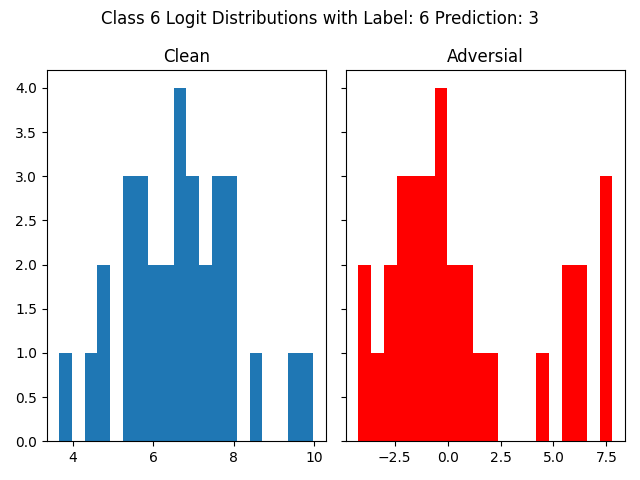 Class 6 Logit Distributions with Label: 6 Prediction: 3
Clean
Adversial
4.0
3.5
3.0
2.5
2.0
1.5
1.0
0.5
0.0
4 6 8 10
−2.5 0.0 2.5 5.0 7.5